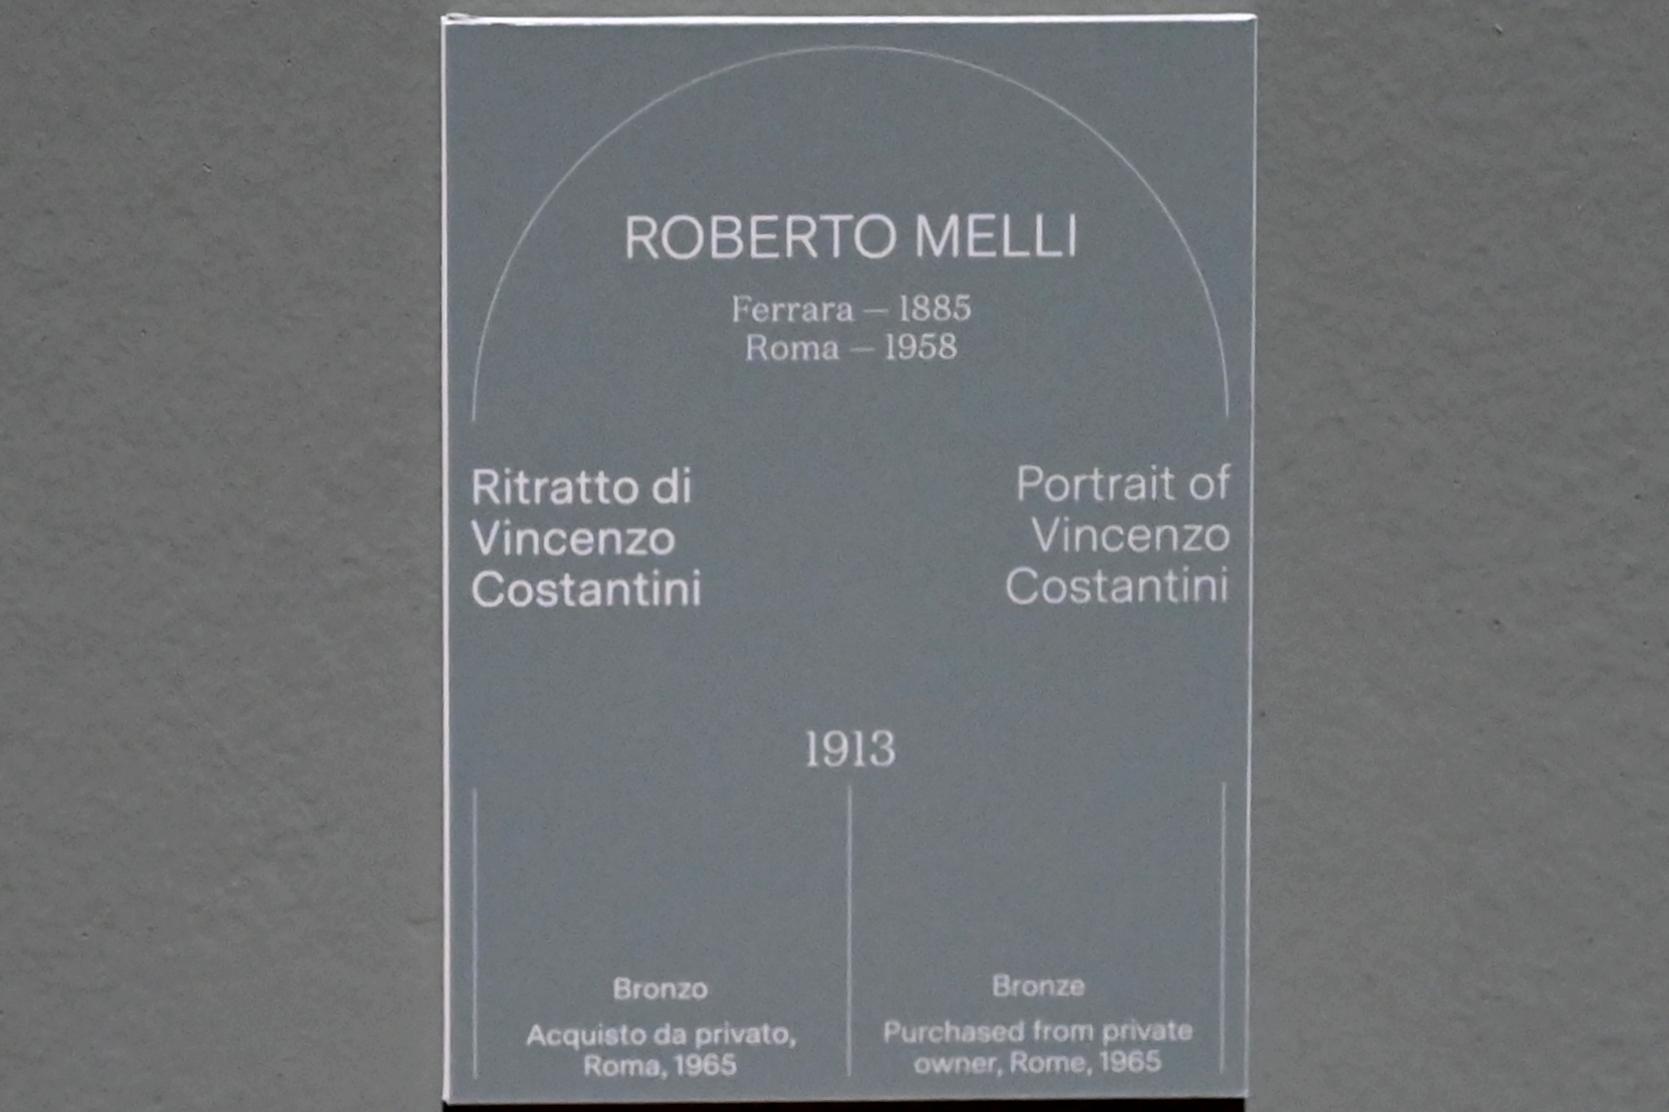 ROBERTO MELLI
Ferrara – 1885
Roma – 1958
Ritratto di
Vincenzo
Costantini
Portrait of
Vincenzo
Costantini
1913
Bronzo
Acquisto da privato,
Roma, 1965
Bronze
Purchased from private
owner, Rome, 1965